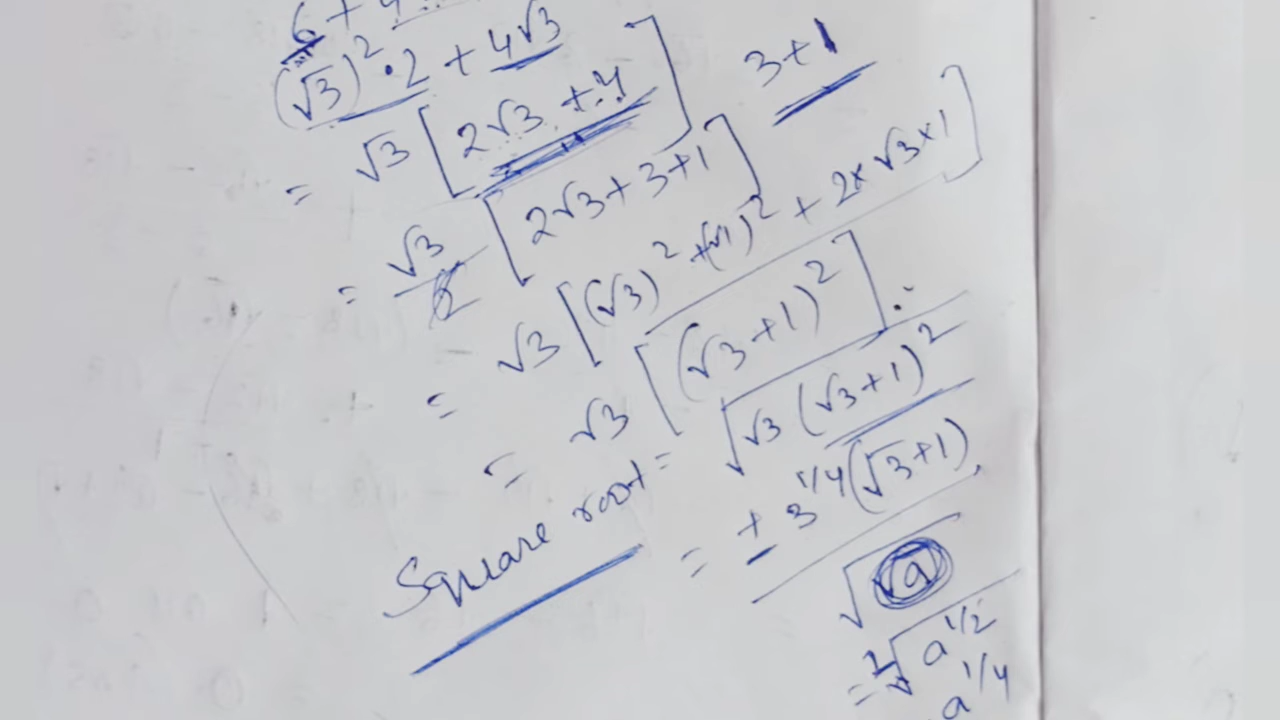 6 + 4
(√3)² · 2 + 4√3
= √3 [2√3 + 4]
3+1
= √3/2 [2√3 + 3+1]
= √3 [(√3)² + (√1)² + 2×√3×1]
= √3 [(√3+1)²].
Square root = √(√3 (√3+1)²)
= ± 3^1/4 (√3+1).
√(√a)
= ²√(a^1/2)
a^1/4